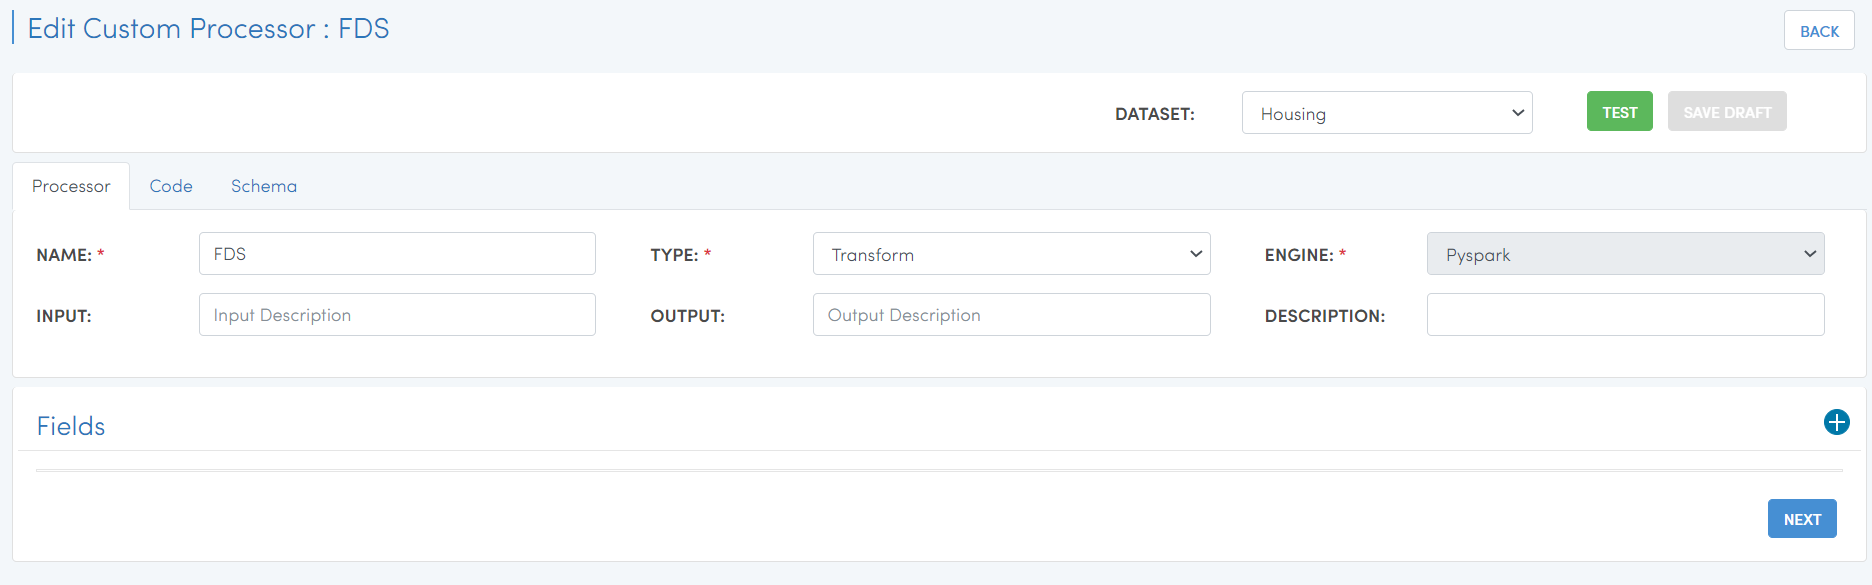 Edit Custom Processor : FDS
BACK
DATASET: Housing TEST SAVE DRAFT
Processor Code Schema
NAME: * FDS TYPE: * Transform ENGINE: * Pyspark
INPUT: Input Description OUTPUT: Output Description DESCRIPTION:
Fields
NEXT